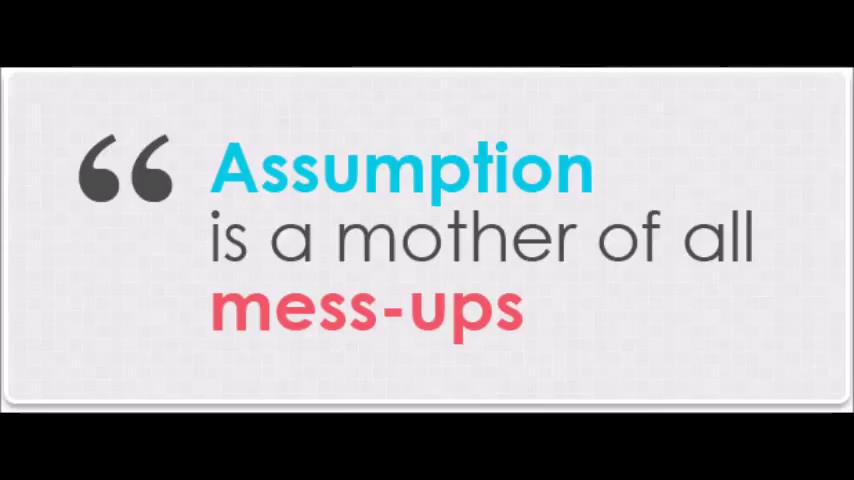 “ Assumption
is a mother of all
mess-ups